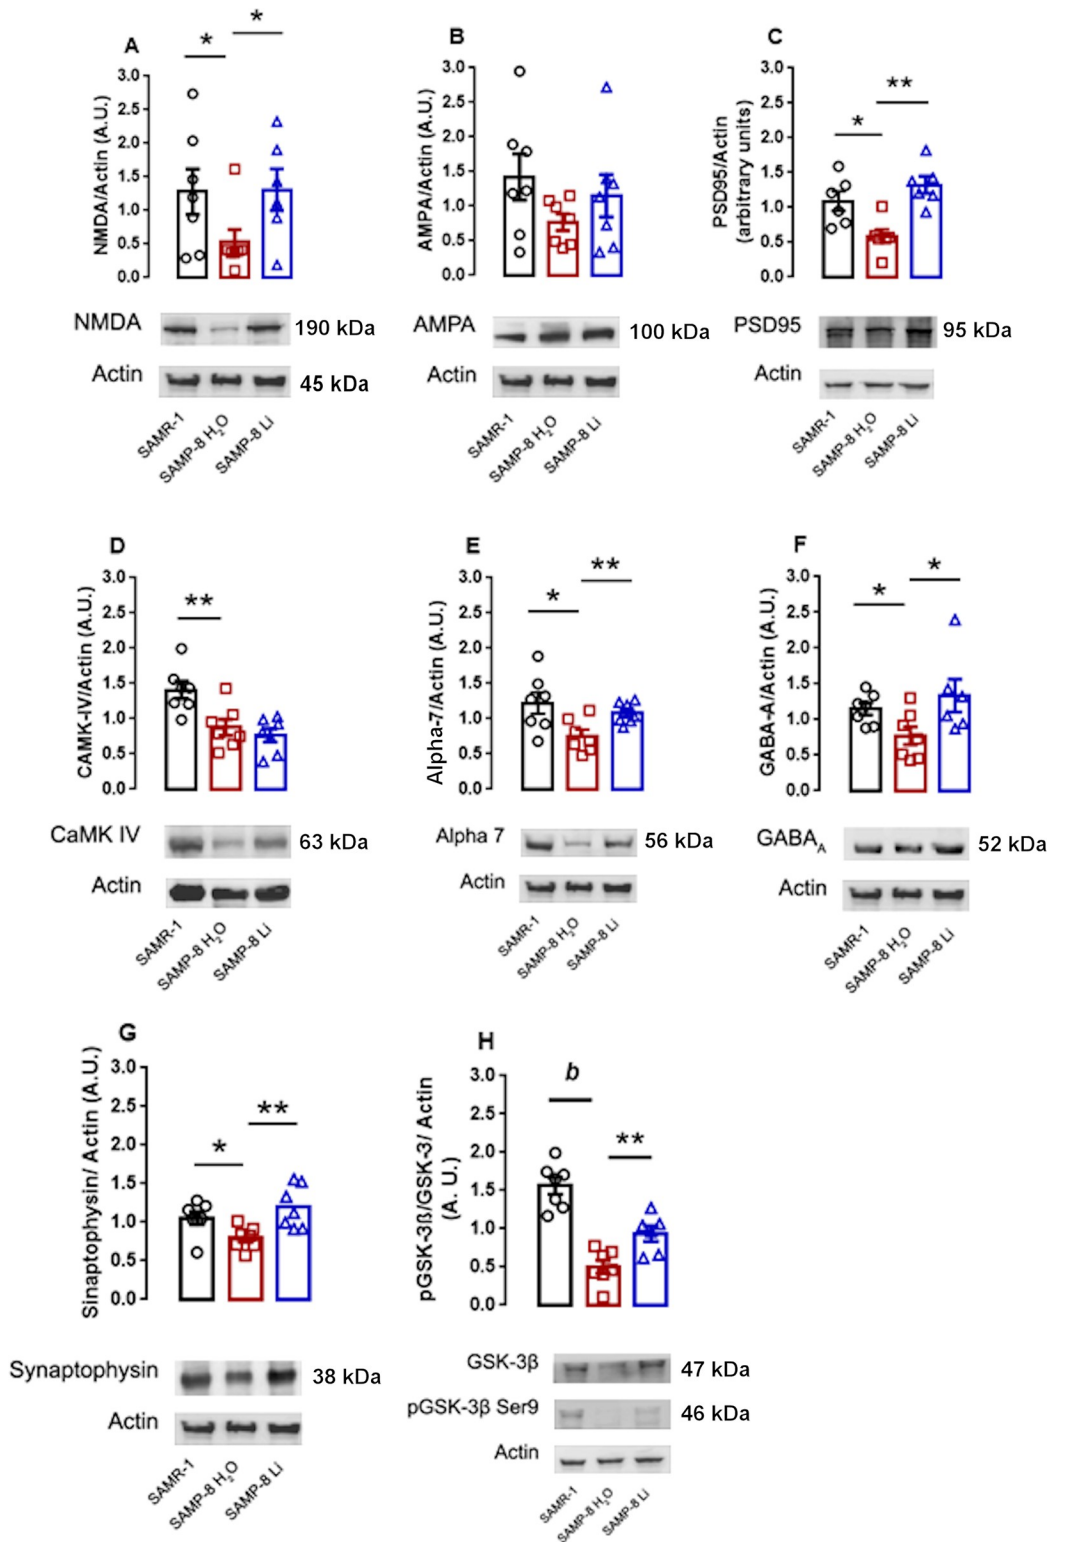 A
*
*
NMDA/Actin (A.U.)
3.0
2.5
2.0
1.5
1.0
0.5
0.0
NMDA
190 kDa
Actin
45 kDa
SAMR-1
SAMP-8 H₂O
SAMP-8 Li
B
AMPA/Actin (A.U.)
3.0
2.5
2.0
1.5
1.0
0.5
0.0
AMPA
100 kDa
Actin
SAMR-1
SAMP-8 H₂O
SAMP-8 Li
C
*
**
PSD95/Actin
(arbitrary units)
3.0
2.5
2.0
1.5
1.0
0.5
0.0
PSD95
95 kDa
Actin
SAMR-1
SAMP-8 H₂O
SAMP-8 Li
D
**
CAMK-IV/Actin (A.U.)
3.0
2.5
2.0
1.5
1.0
0.5
0.0
CaMK IV
63 kDa
Actin
SAMR-1
SAMP-8 H₂O
SAMP-8 Li
E
*
**
Alpha-7/Actin (A.U.)
3.0
2.5
2.0
1.5
1.0
0.5
0.0
Alpha 7
56 kDa
Actin
SAMR-1
SAMP-8 H₂O
SAMP-8 Li
F
*
*
GABA-A/Actin (A.U.)
3.0
2.5
2.0
1.5
1.0
0.5
0.0
GABA_A
52 kDa
Actin
SAMR-1
SAMP-8 H₂O
SAMP-8 Li
G
*
**
Sinaptophysin/ Actin (A.U.)
3.0
2.5
2.0
1.5
1.0
0.5
0.0
Synaptophysin
38 kDa
Actin
SAMR-1
SAMP-8 H₂O
SAMP-8 Li
H
b
**
pGSK-3ß/GSK-3/ Actin
(A. U.)
3.0
2.5
2.0
1.5
1.0
0.5
0.0
GSK-3β
47 kDa
pGSK-3β Ser9
46 kDa
Actin
SAMR-1
SAMP-8 H₂O
SAMP-8 Li